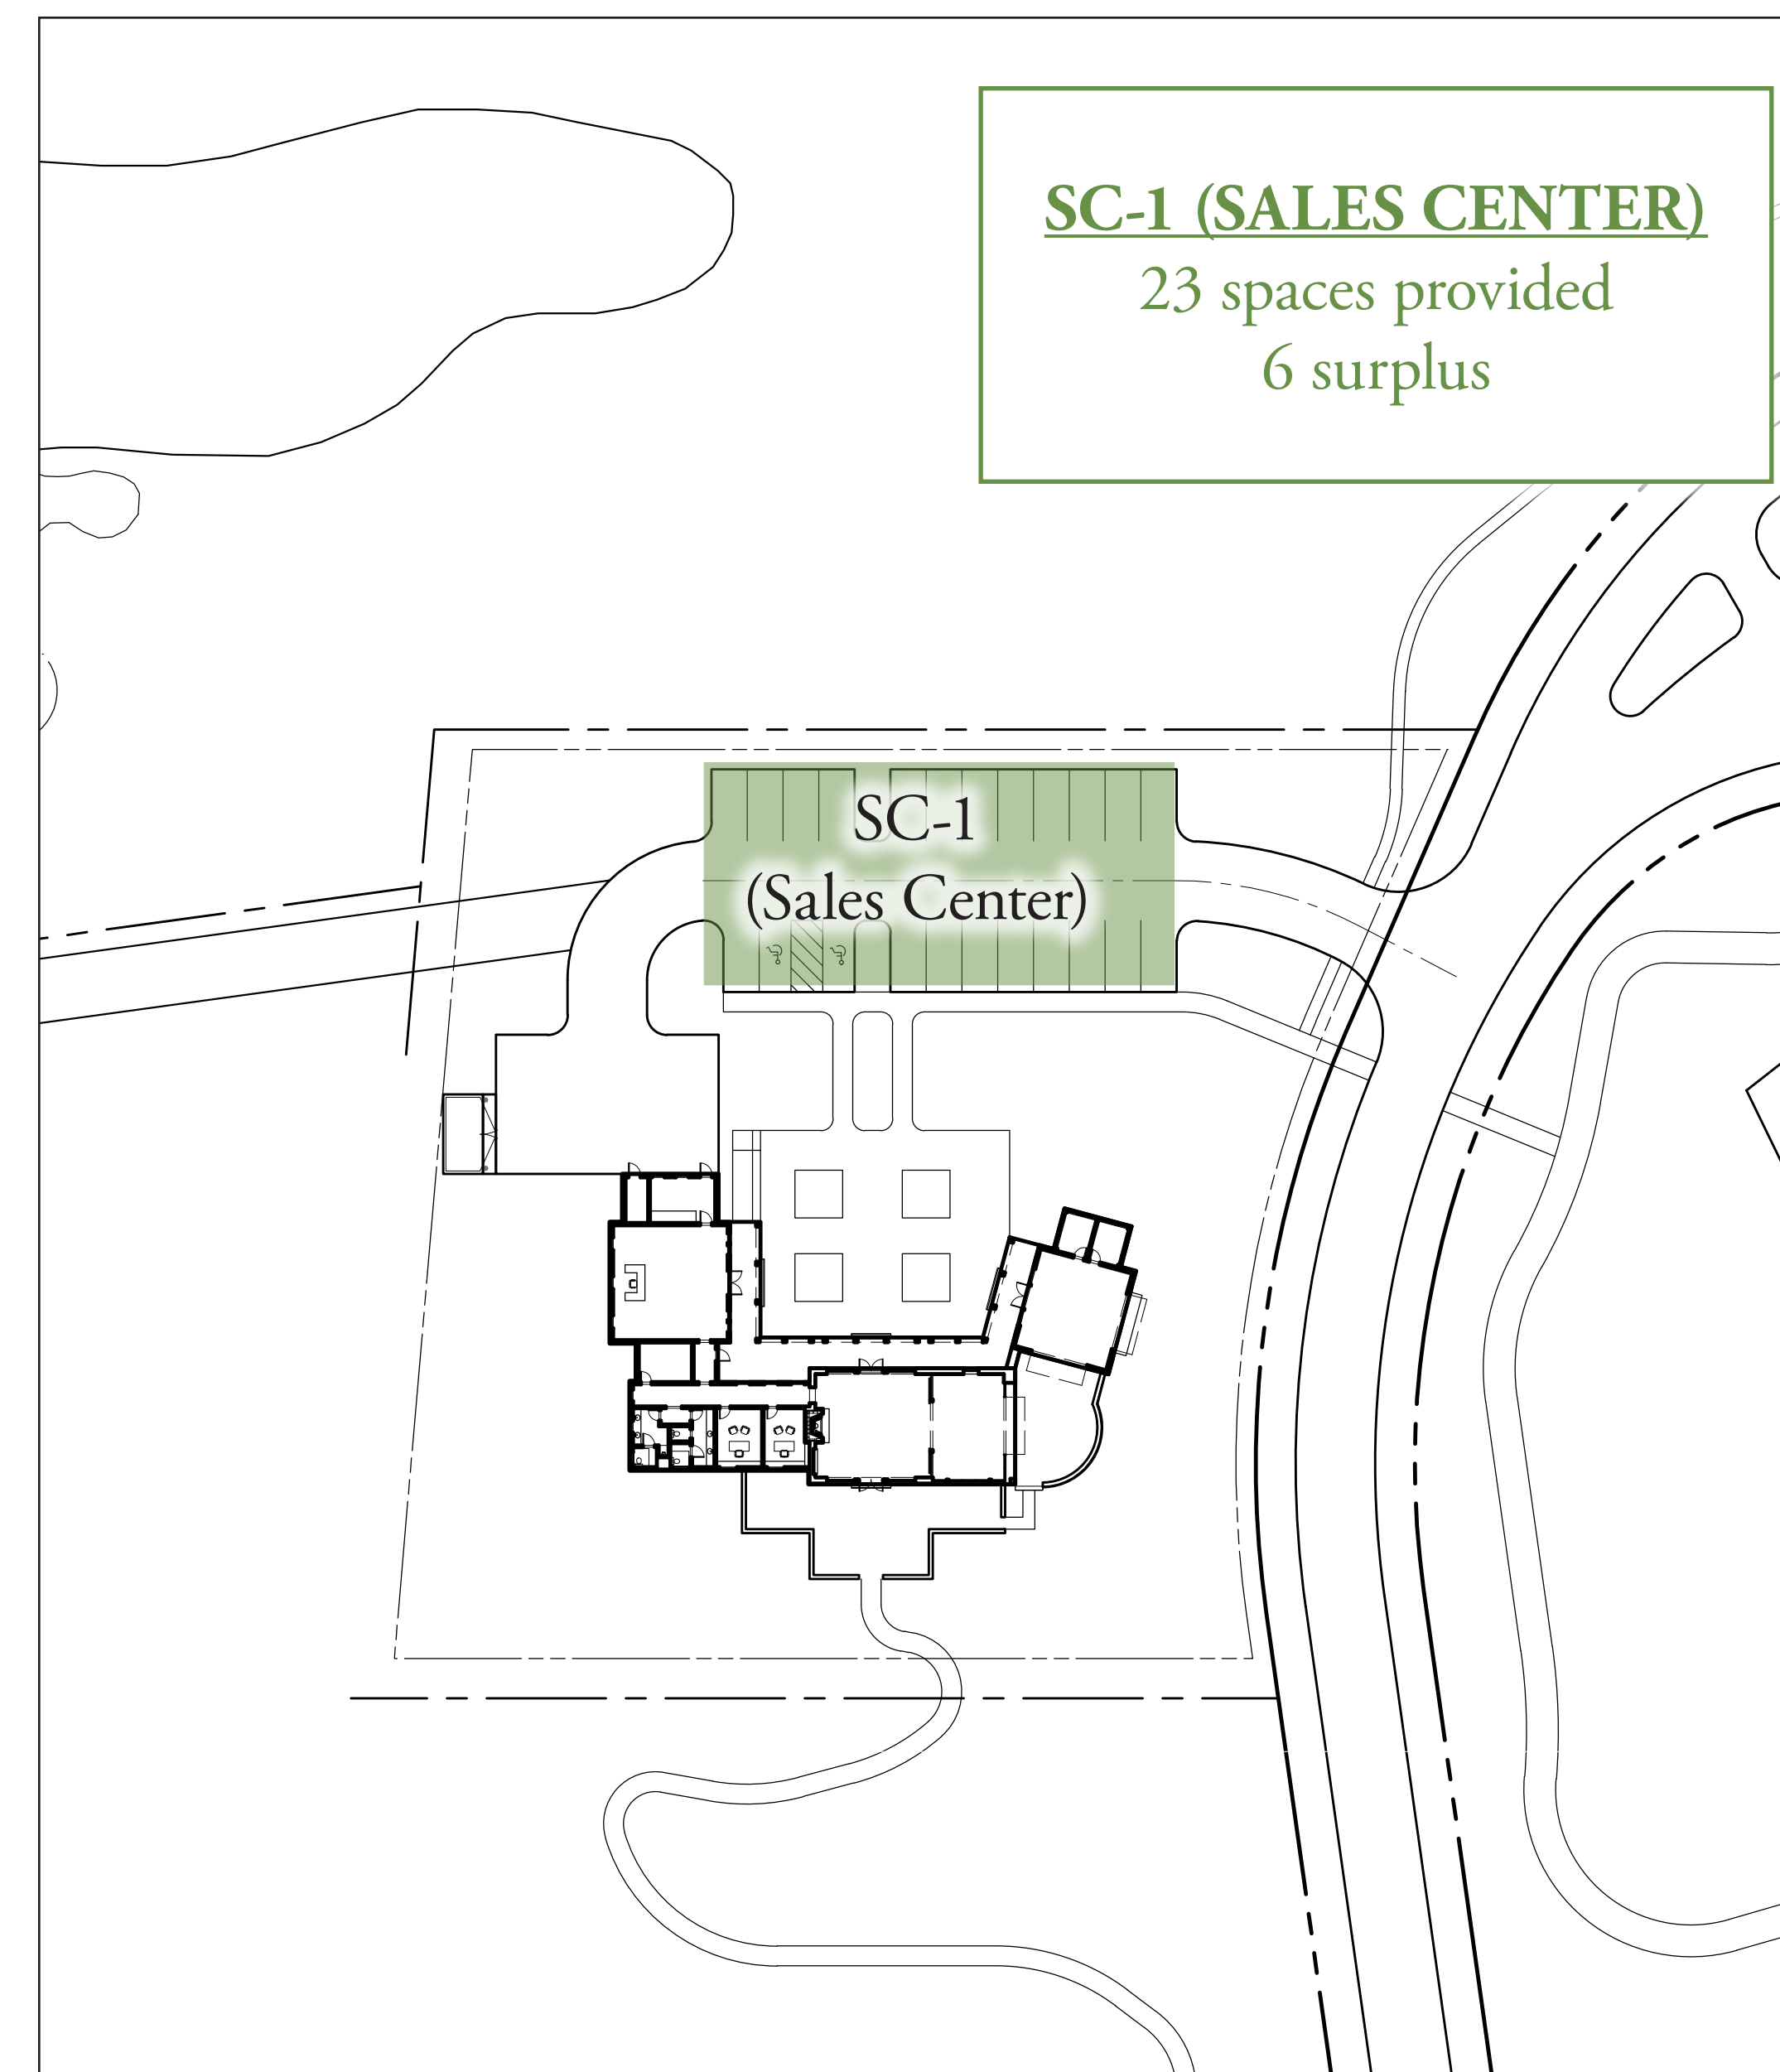 SC-1 (SALES CENTER)
23 spaces provided
6 surplus
SC-1
(Sales Center)